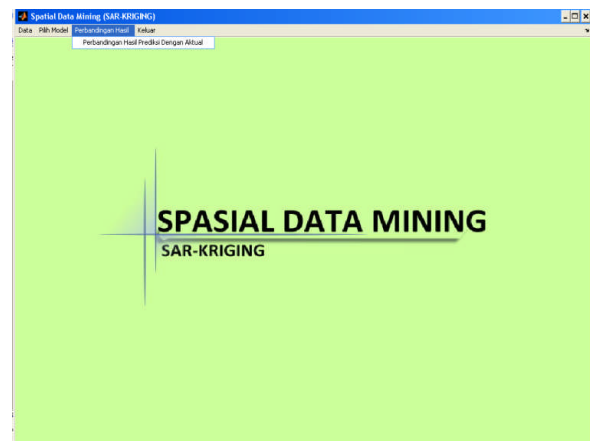 Spatial Data Mining (SAR-KRIGING)
Data Pilih Model Perbandingan Hasil Keluar
Perbandingan Hasil Prediksi Dengan Aktual
SPASIAL DATA MINING
SAR-KRIGING